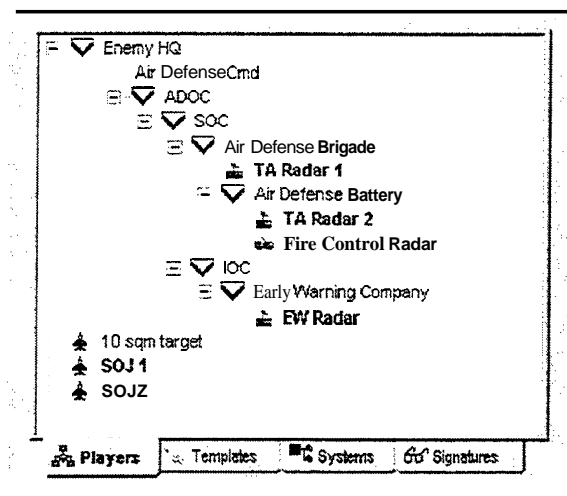 Enemy HQ
Air DefenseCmd
ADOC
SOC
Air Defense Brigade
TA Radar 1
Air Defense Battery
TA Radar 2
Fire Control Radar
IOC
Early Warning Company
EW Radar
10 sqm target
SOJ 1
SOJZ
Players Templates Systems Signatures